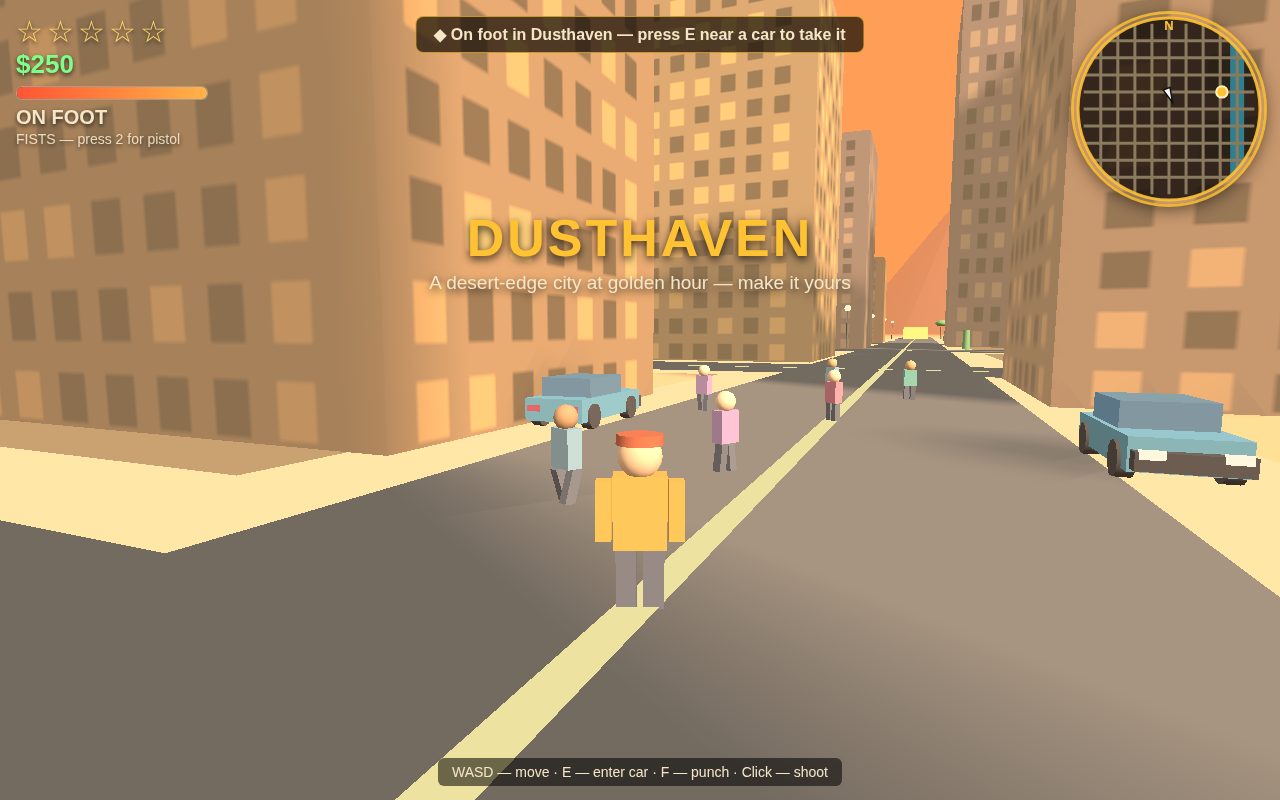 ☆☆☆☆☆
$250
ON FOOT
FISTS — press 2 for pistol
◆ On foot in Dusthaven — press E near a car to take it
N
DUSTHAVEN
A desert-edge city at golden hour — make it yours
WASD — move · E — enter car · F — punch · Click — shoot